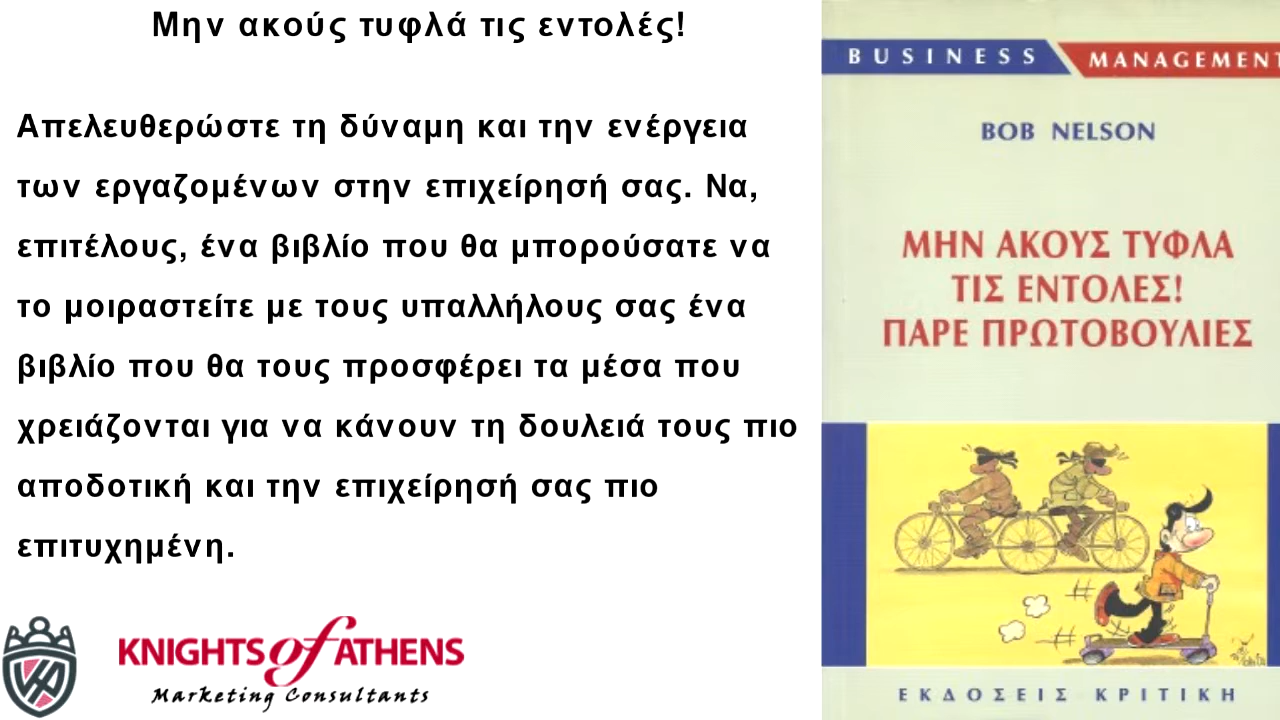 Μην ακούς τυφλά τις εντολές!
Απελευθερώστε τη δύναμη και την ενέργεια
των εργαζομένων στην επιχείρησή σας. Να,
επιτέλους, ένα βιβλίο που θα μπορούσατε να
το μοιραστείτε με τους υπαλλήλους σας ένα
βιβλίο που θα τους προσφέρει τα μέσα που
χρειάζονται για να κάνουν τη δουλειά τους πιο
αποδοτική και την επιχείρησή σας πιο
επιτυχημένη.
KNIGHTS of ATHENS
Marketing Consultants
BUSINESS MANAGEMENT
BOB NELSON
ΜΗΝ ΑΚΟΥΣ ΤΥΦΛΑ
ΤΙΣ ΕΝΤΟΛΕΣ!
ΠΑΡΕ ΠΡΩΤΟΒΟΥΛΙΕΣ
ΕΚΔΟΣΕΙΣ ΚΡΙΤΙΚΗ